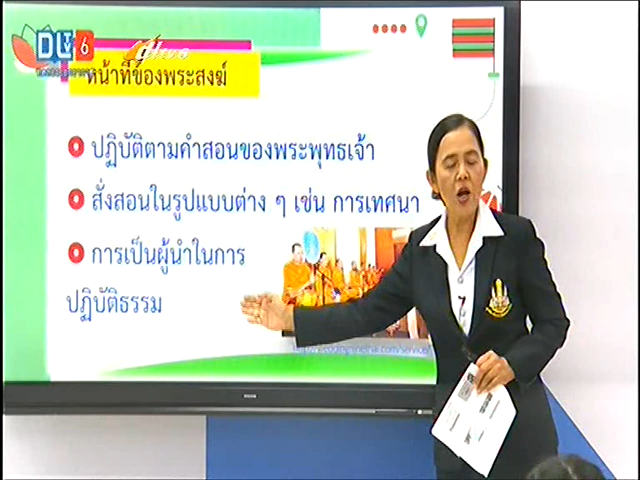 DLTV 6
หน้าที่ของพระสงฆ์
ปฏิบัติตามคำสอนของพระพุทธเจ้า
สั่งสอนในรูปแบบต่าง ๆ เช่น การเทศนา
การเป็นผู้นำในการ
ปฏิบัติธรรม